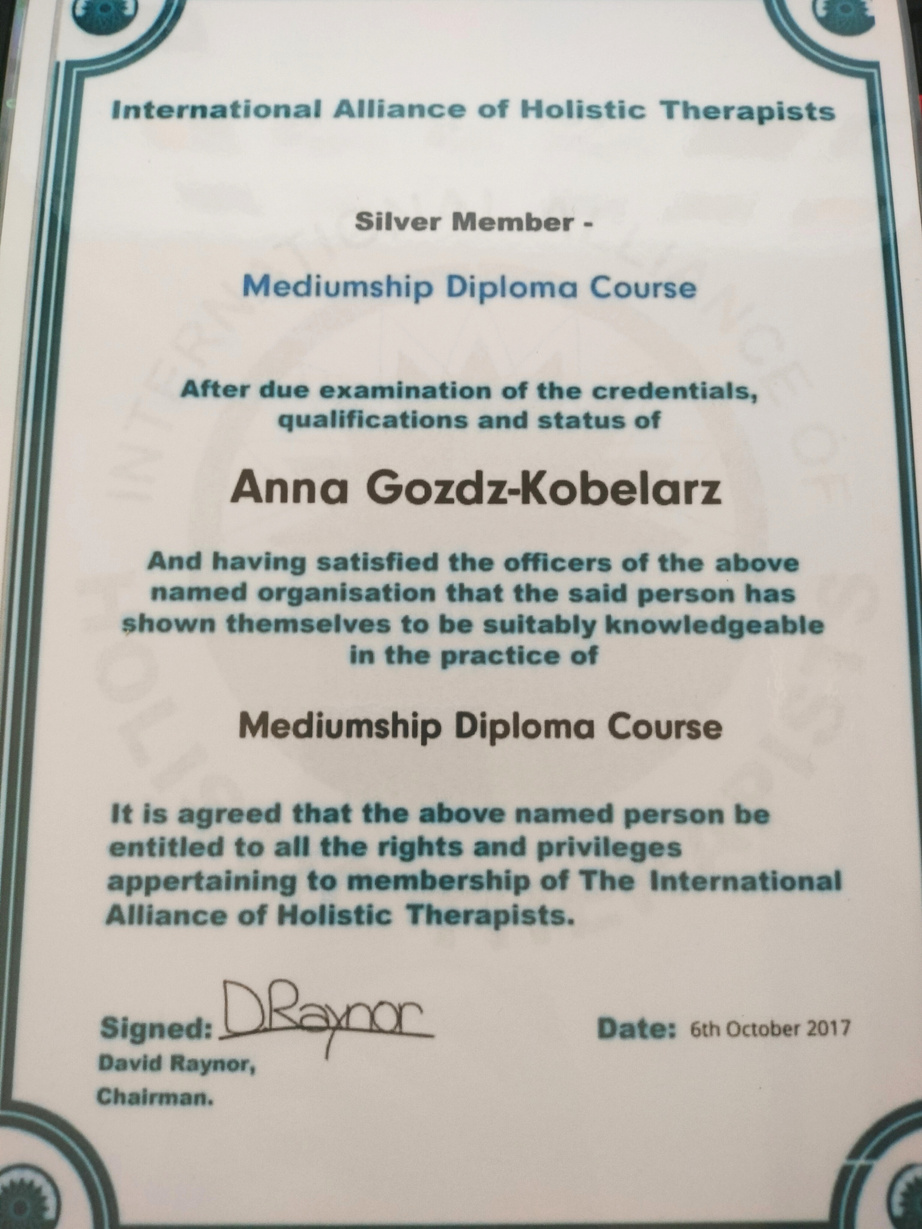 International Alliance of Holistic Therapists
Silver Member -
Mediumship Diploma Course
After due examination of the credentials,
qualifications and status of
Anna Gozdz-Kobelarz
And having satisfied the officers of the above
named organisation that the said person has
shown themselves to be suitably knowledgeable
in the practice of
Mediumship Diploma Course
It is agreed that the above named person be
entitled to all the rights and privileges
appertaining to membership of The International
Alliance of Holistic Therapists.
Signed: DRaynor
Date: 6th October 2017
David Raynor,
Chairman.
INTERNATIONAL ALLIANCE OF